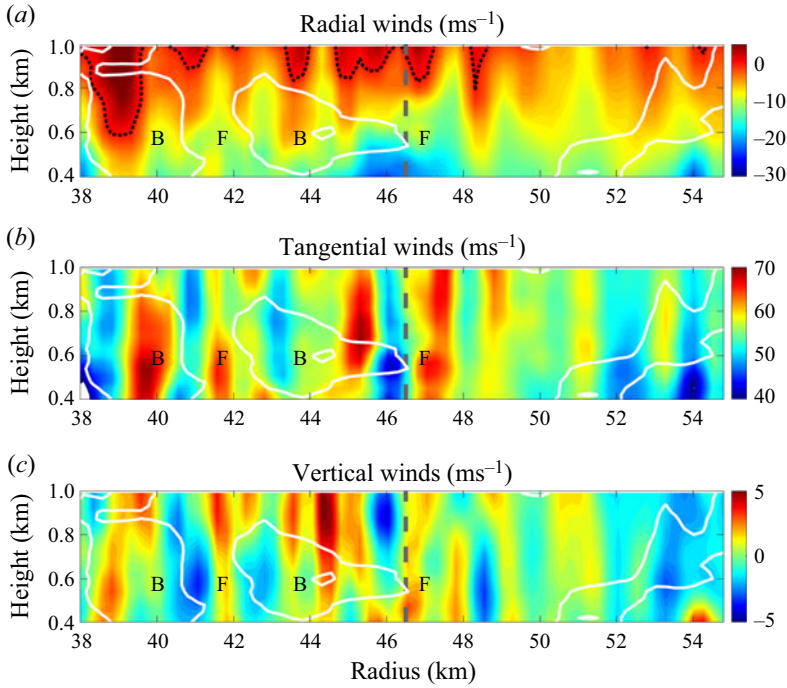 (a)
Radial winds (ms–1)
Height (km)
1.0
0.8
0.6
0.4
B F B F
38 40 42 44 46 48 50 52 54
0
–10
–20
–30
(b)
Tangential winds (ms–1)
Height (km)
1.0
0.8
0.6
0.4
B F B F
38 40 42 44 46 48 50 52 54
70
60
50
40
(c)
Vertical winds (ms–1)
Height (km)
1.0
0.8
0.6
0.4
B F B F
38 40 42 44 46 48 50 52 54
5
0
–5
Radius (km)